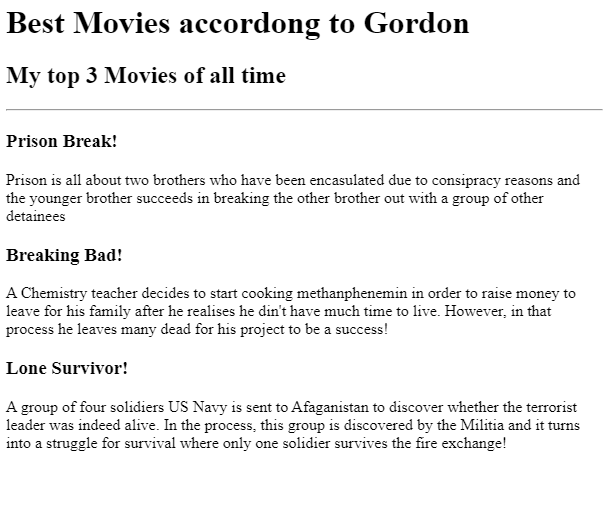 Best Movies accordong to Gordon
My top 3 Movies of all time
Prison Break!
Prison is all about two brothers who have been encasulated due to consipracy reasons and
the younger brother succeeds in breaking the other brother out with a group of other
detainees
Breaking Bad!
A Chemistry teacher decides to start cooking methanphenemin in order to raise money to
leave for his family after he realises he din't have much time to live. However, in that
process he leaves many dead for his project to be a success!
Lone Survivor!
A group of four solidiers US Navy is sent to Afaganistan to discover whether the terrorist
leader was indeed alive. In the process, this group is discovered by the Militia and it turns
into a struggle for survival where only one solidier survives the fire exchange!